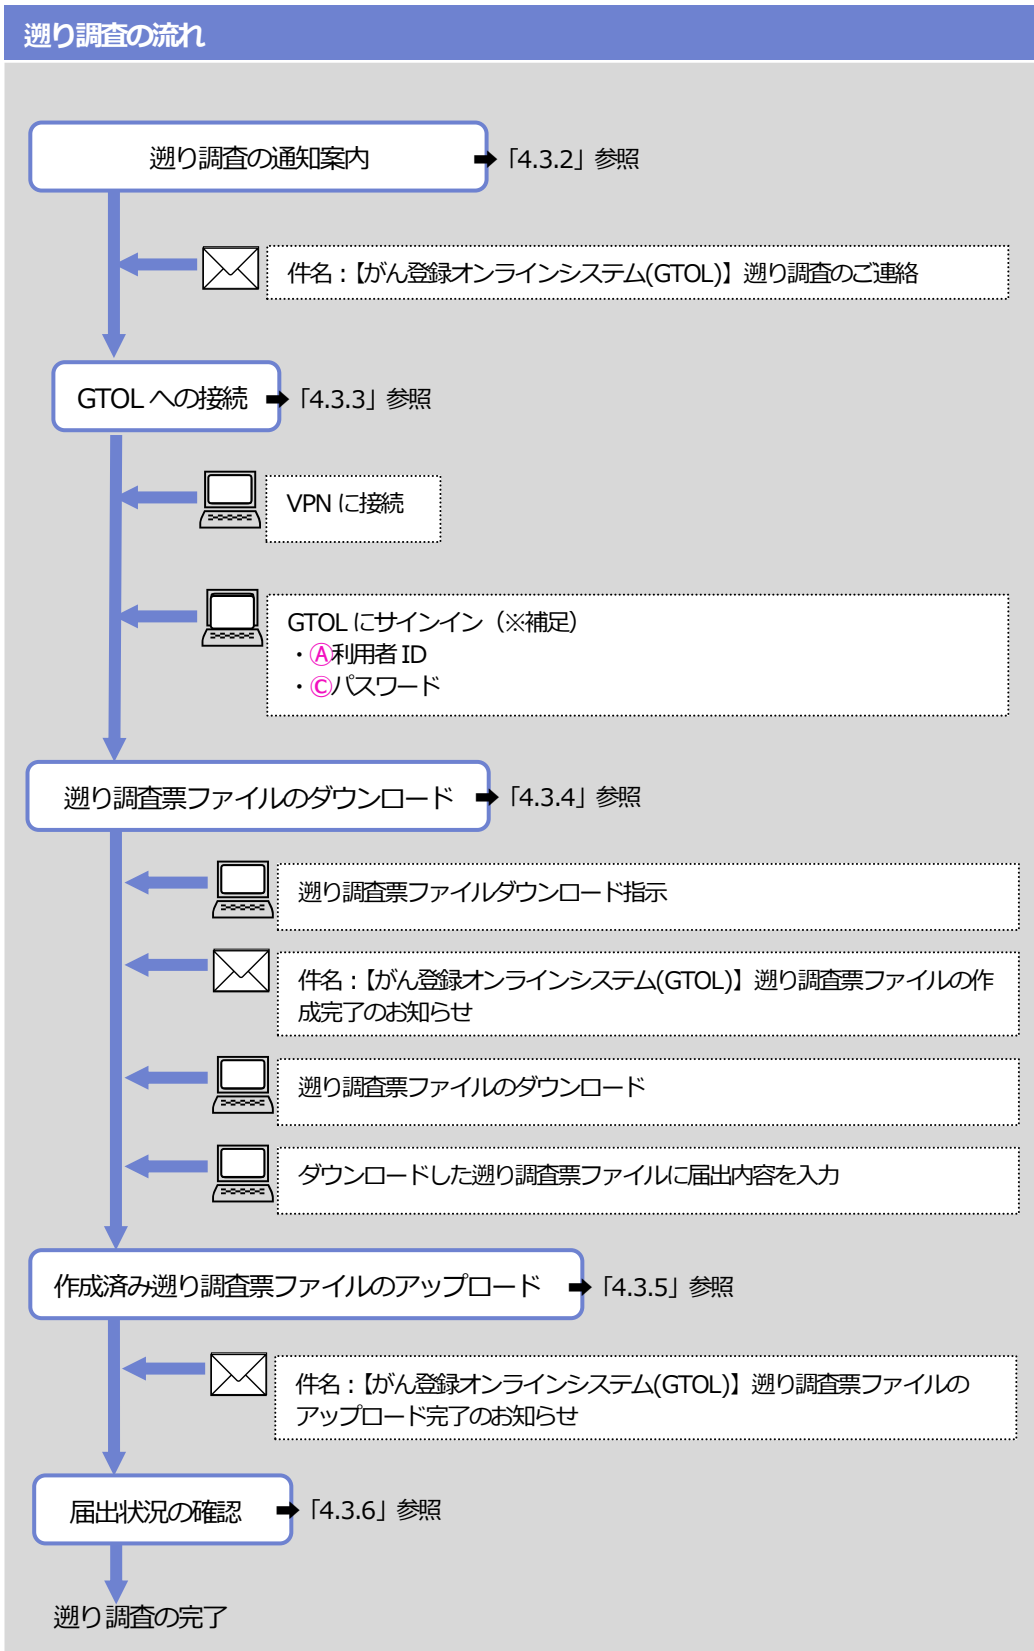 遡り調査の流れ
遡り調査の通知案内 ➡「4.3.2」参照
件名：【がん登録オンラインシステム(GTOL)】遡り調査のご連絡
GTOL への接続 ➡「4.3.3」参照
VPN に接続
GTOL にサインイン（※補足）
・Ⓐ利用者 ID
・Ⓒパスワード
遡り調査票ファイルのダウンロード ➡「4.3.4」参照
遡り調査票ファイルダウンロード指示
件名：【がん登録オンラインシステム(GTOL)】遡り調査票ファイルの作
成完了のお知らせ
遡り調査票ファイルのダウンロード
ダウンロードした遡り調査票ファイルに届出内容を入力
作成済み遡り調査票ファイルのアップロード ➡「4.3.5」参照
件名：【がん登録オンラインシステム(GTOL)】遡り調査票ファイルの
アップロード完了のお知らせ
届出状況の確認 ➡「4.3.6」参照
遡り調査の完了